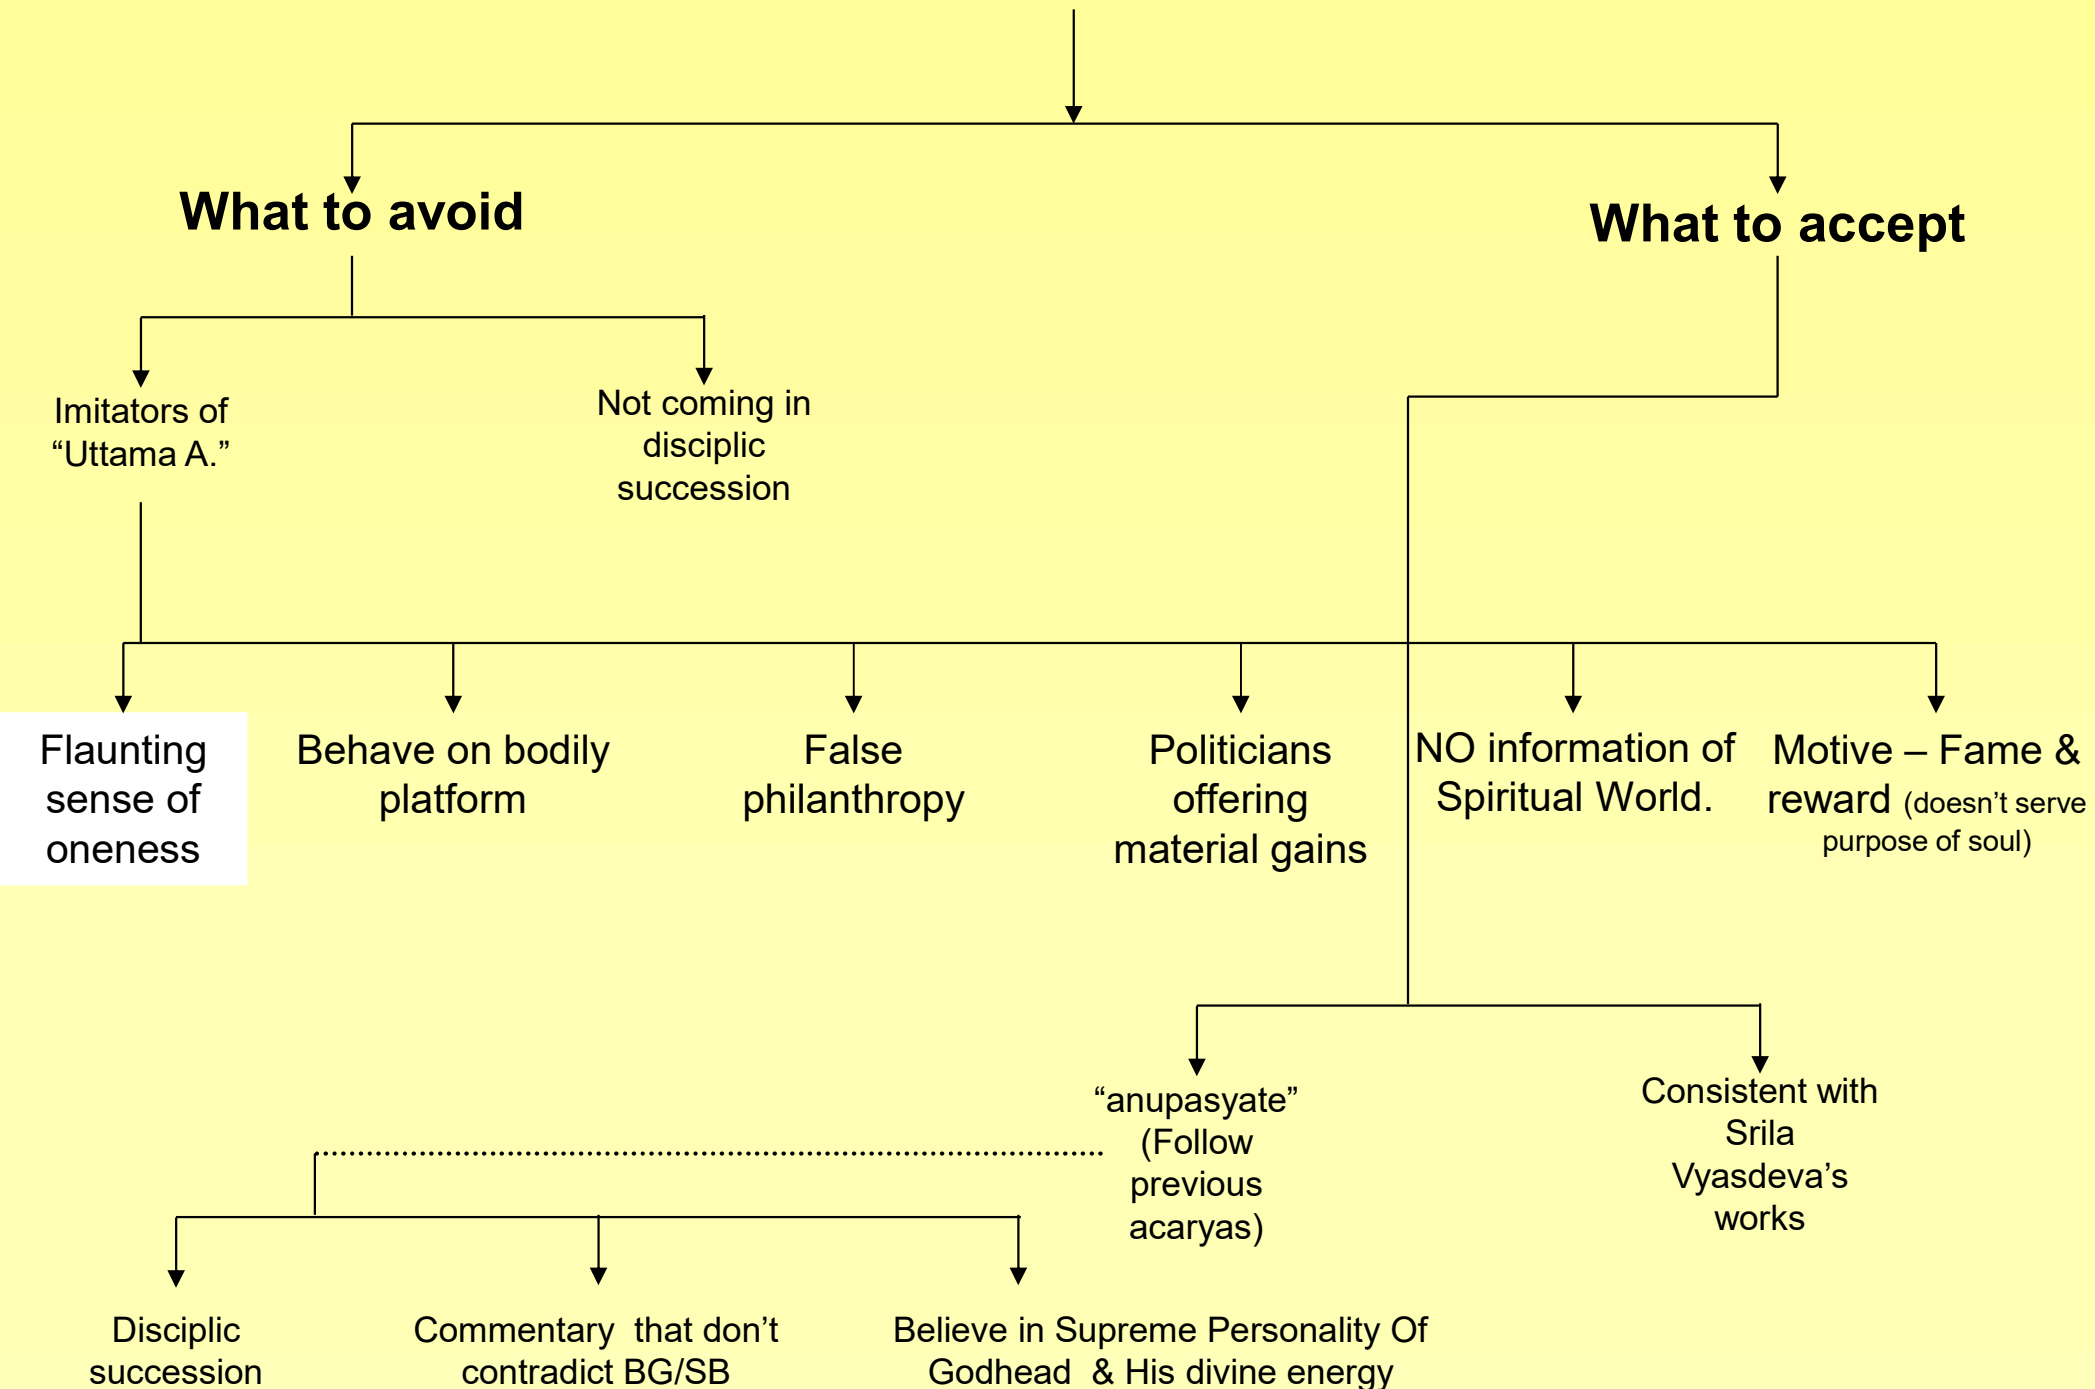 What to avoid
What to accept
Imitators of
“Uttama A.”
Not coming in
disciplic
succession
Flaunting
sense of
oneness
Behave on bodily
platform
False
philanthropy
Politicians
offering
material gains
NO information of
Spiritual World.
Motive – Fame &
reward (doesn’t serve
purpose of soul)
“anupasyate”
(Follow
previous
acaryas)
Consistent with
Srila
Vyasdeva’s
works
Disciplic
succession
Commentary that don’t
contradict BG/SB
Believe in Supreme Personality Of
Godhead & His divine energy